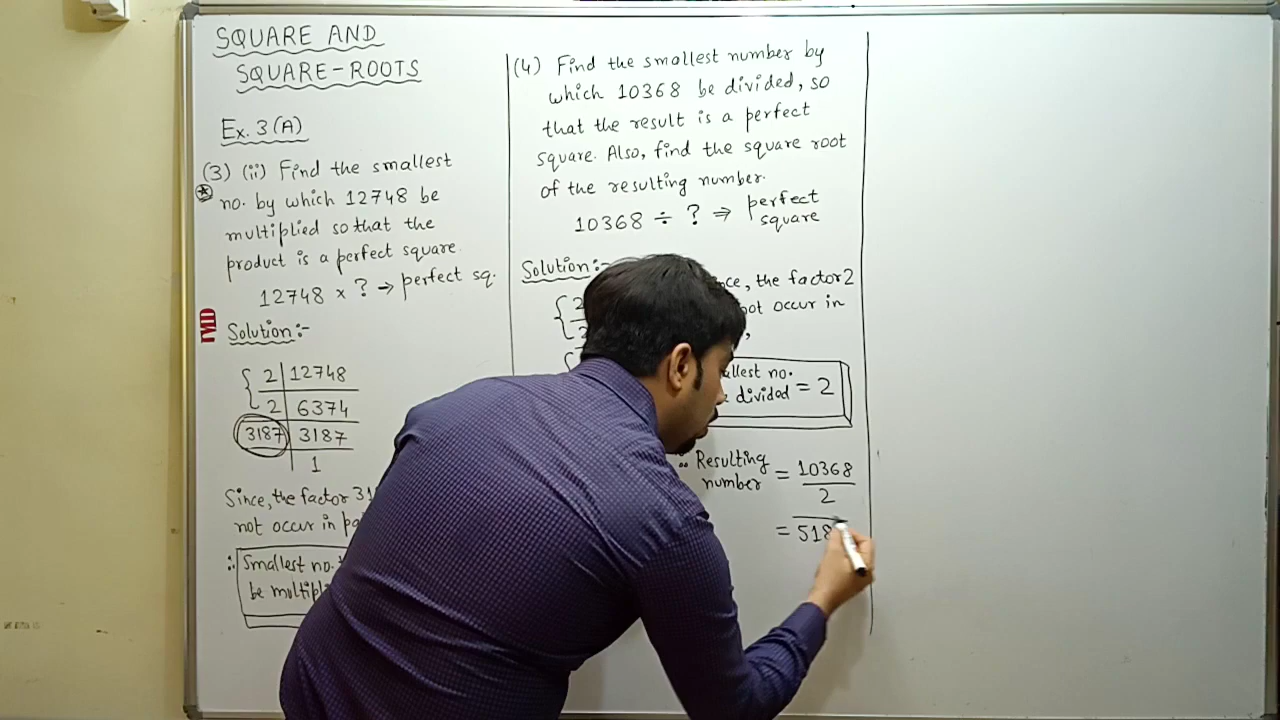 SQUARE AND
SQUARE-ROOTS
Ex. 3(A)
(3) (ii) Find the smallest
no. by which 12748 be
multiplied so that the
product is a perfect square.
12748 × ? → perfect sq.
Solution:-
2 | 12748
2 | 6374
3187 | 3187
1
Since, the factor 31
not occur in pa
∴ Smallest no.
be multipli
(4) Find the smallest number by
which 10368 be divided, so
that the result is a perfect
square. Also, find the square root
of the resulting number.
10368 ÷ ? ⇒ perfect
square
Solution:-
2
2
the factor 2
occur in
no.
divided = 2
∴ Resulting
number = 10368
2
= 518